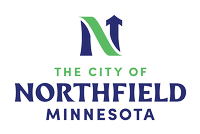 THE CITY OF
NORTHFIELD
MINNESOTA